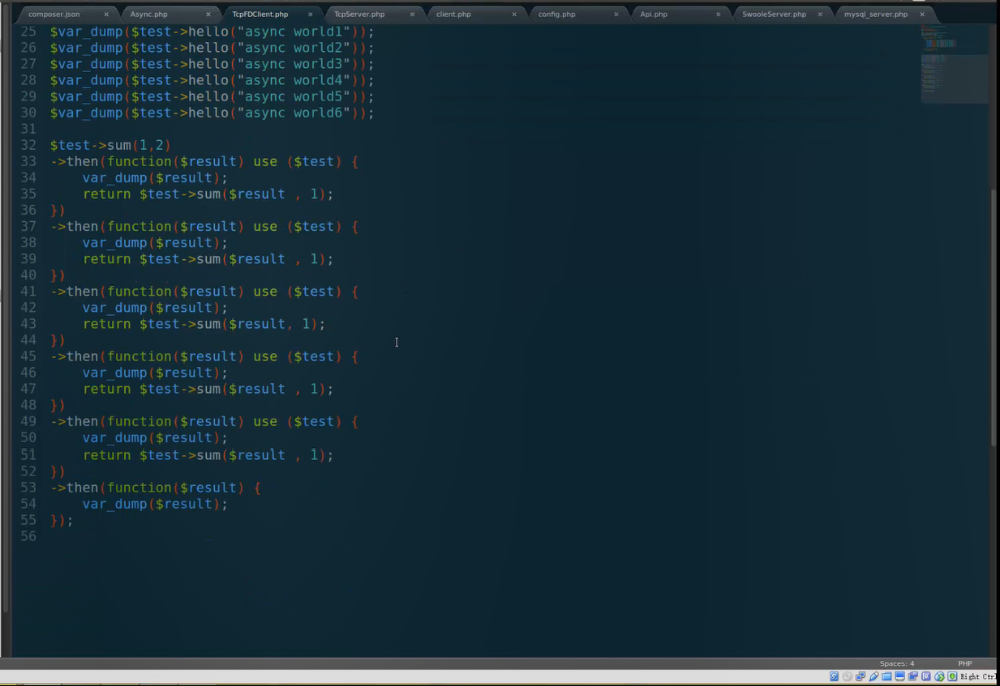 composer.json × Async.php × TcpFDClient.php × TcpServer.php × client.php × config.php × Api.php × SwooleServer.php × mysql_server.php ×
25 $var_dump($test->hello("async world1"));
26 $var_dump($test->hello("async world2"));
27 $var_dump($test->hello("async world3"));
28 $var_dump($test->hello("async world4"));
29 $var_dump($test->hello("async world5"));
30 $var_dump($test->hello("async world6"));
31
32 $test->sum(1,2)
33 ->then(function($result) use ($test) {
34     var_dump($result);
35     return $test->sum($result , 1);
36 })
37 ->then(function($result) use ($test) {
38     var_dump($result);
39     return $test->sum($result , 1);
40 })
41 ->then(function($result) use ($test) {
42     var_dump($result);
43     return $test->sum($result, 1);
44 })
45 ->then(function($result) use ($test) {
46     var_dump($result);
47     return $test->sum($result , 1);
48 })
49 ->then(function($result) use ($test) {
50     var_dump($result);
51     return $test->sum($result , 1);
52 })
53 ->then(function($result) {
54     var_dump($result);
55 });
56
Spaces: 4 PHP
Right Ctrl